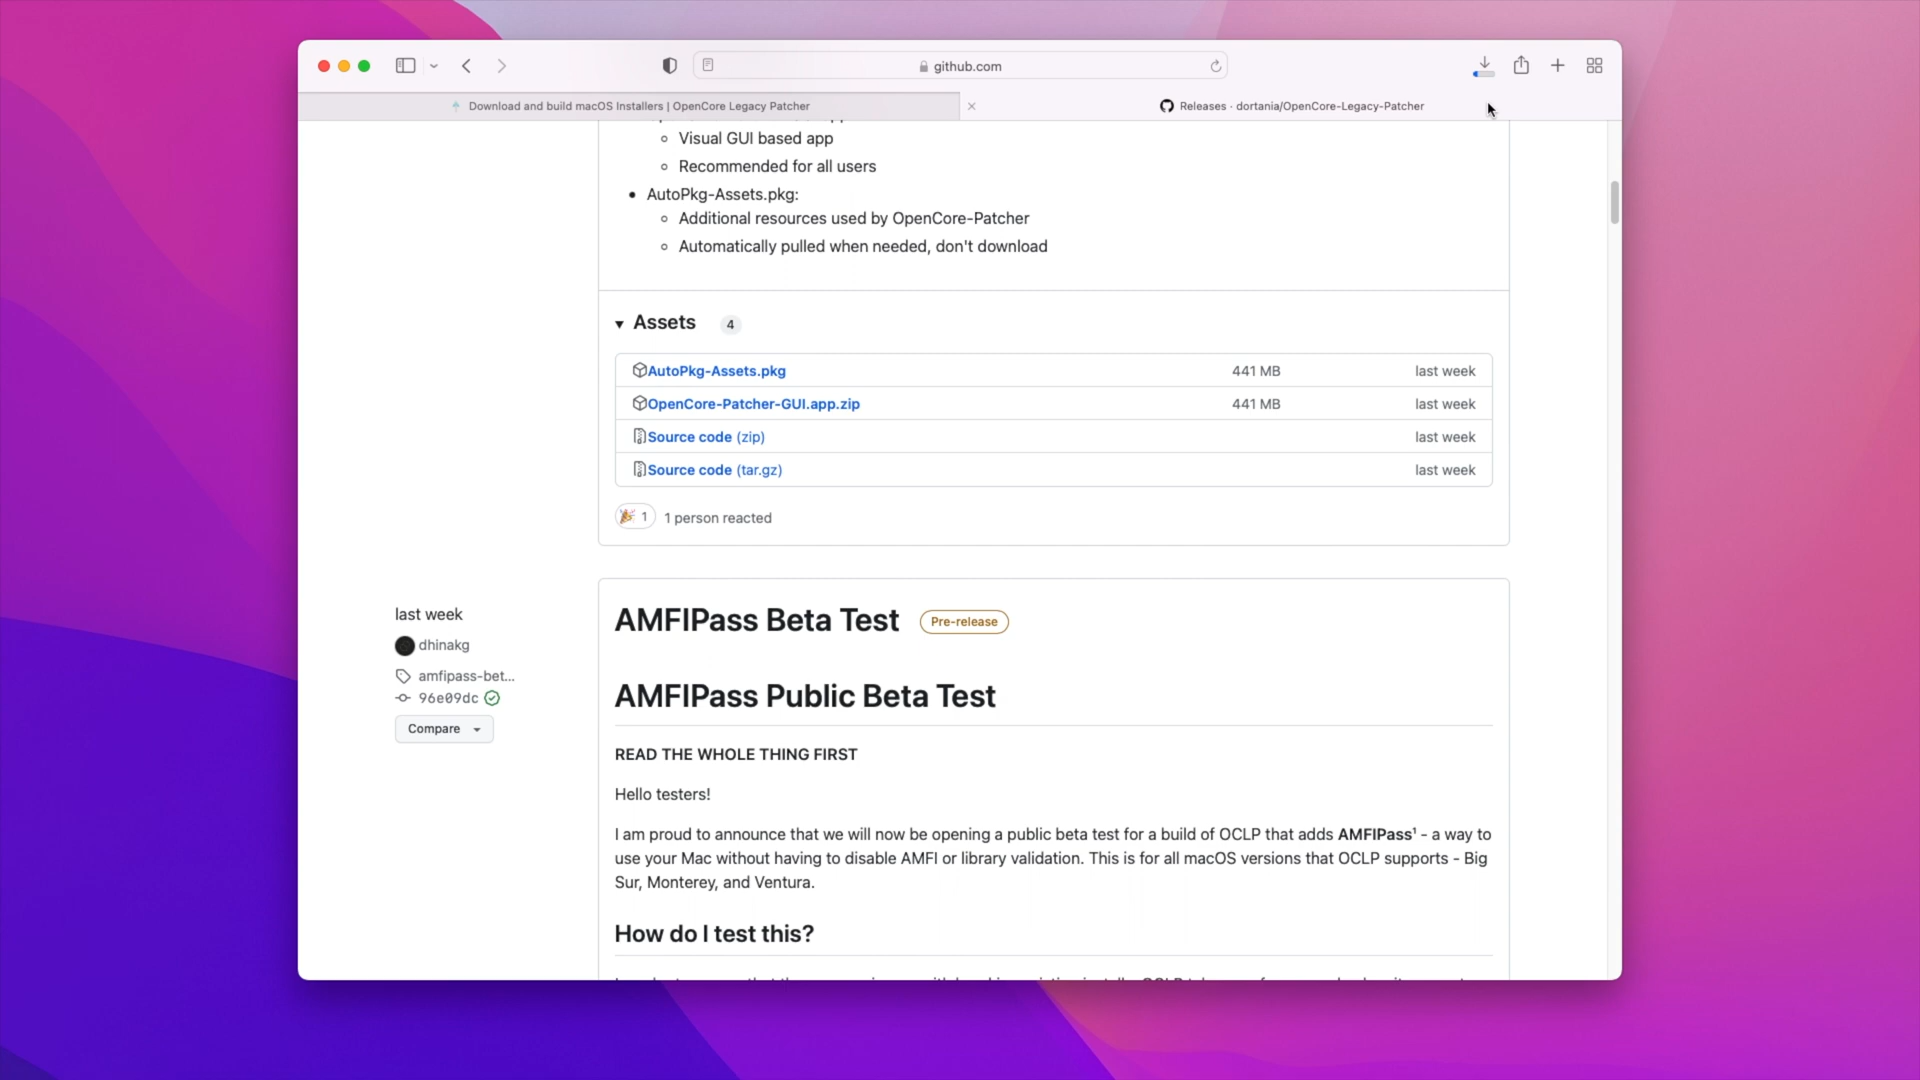 github.com
Download and build macOS Installers | OpenCore Legacy Patcher
Releases · dortania/OpenCore-Legacy-Patcher
Visual GUI based app
Recommended for all users
AutoPkg-Assets.pkg:
Additional resources used by OpenCore-Patcher
Automatically pulled when needed, don't download
Assets 4
AutoPkg-Assets.pkg 441 MB last week
OpenCore-Patcher-GUI.app.zip 441 MB last week
Source code (zip) last week
Source code (tar.gz) last week
1 1 person reacted
last week
dhinakg
amfipass-bet...
96e09dc
Compare
AMFIPass Beta Test Pre-release
AMFIPass Public Beta Test
READ THE WHOLE THING FIRST
Hello testers!
I am proud to announce that we will now be opening a public beta test for a build of OCLP that adds AMFIPass¹ - a way to
use your Mac without having to disable AMFI or library validation. This is for all macOS versions that OCLP supports - Big
Sur, Monterey, and Ventura.
How do I test this?